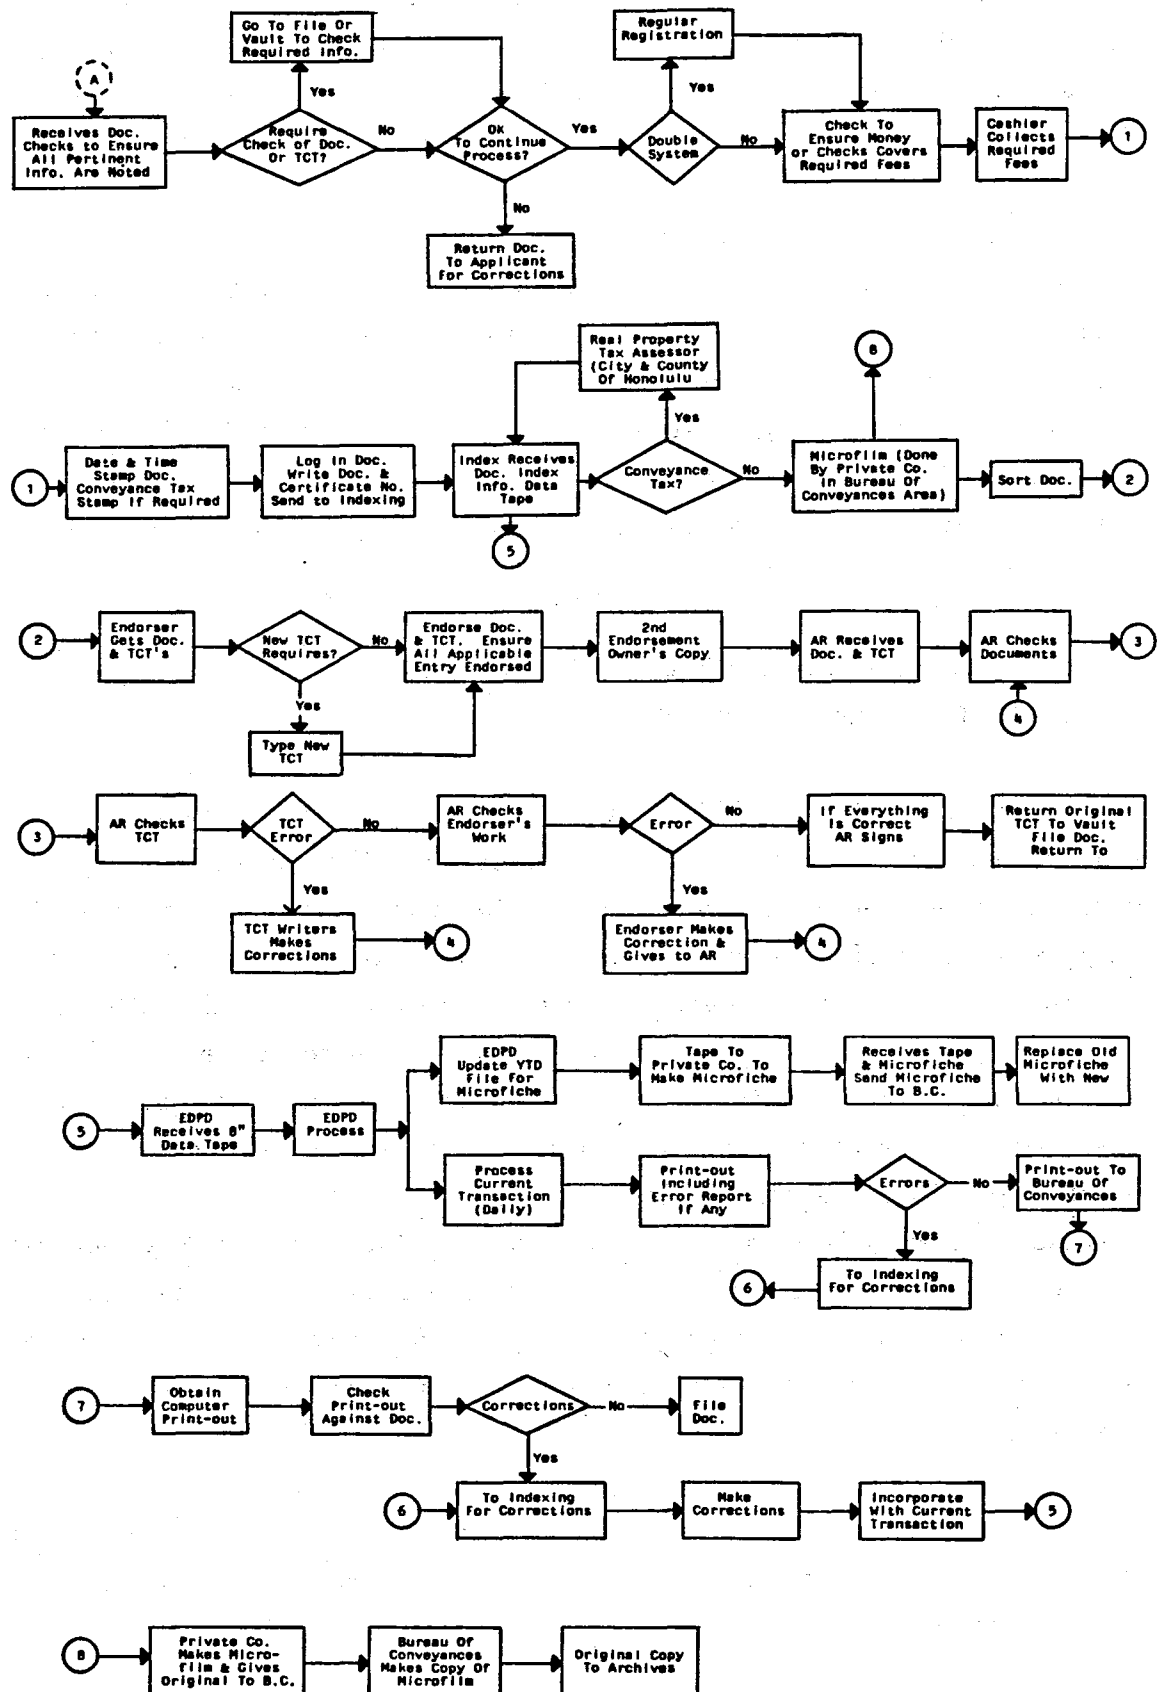 Go To File Or
Vault To Check
Required Info.
Regular
Registration
A
Yes
Yes
Receives Doc.
Checks to Ensure
All Pertinent
Info. Are Noted
Require
Check of Doc.
Or TCT?
No
OK
To Continue
Process?
Yes
Double
System
No
Check To
Ensure Money
or Checks Covers
Required Fees
Cashier
Collects
Required
Fees
1
No
Return Doc.
To Applicant
For Corrections
Real Property
Tax Assessor
(City & County
Of Honolulu
8
Yes
1
Date & Time
Stamp Doc.
Conveyance Tax
Stamp If Required
Log In Doc.
Write Doc. &
Certificate No.
Send to Indexing
Index Receives
Doc. Index
Info. Data
Tape
Conveyance
Tax?
No
Microfilm (Done
By Private Co.
in Bureau Of
Conveyances Area)
Sort Doc.
2
5
2
Endorser
Gets Doc.
& TCT's
New TCT
Requires?
No
Endorse Doc.
& TCT. Ensure
All Applicable
Entry Endorsed
2nd
Endorsement
Owner's Copy
AR Receives
Doc. & TCT
AR Checks
Documents
3
Yes
4
Type New
TCT
3
AR Checks
TCT
TCT
Error
No
AR Checks
Endorser's
Work
Error
No
If Everything
Is Correct
AR Signs
Return Original
TCT To Vault
File Doc.
Return To
Yes
Yes
TCT Writers
Makes
Corrections
4
Endorser Makes
Correction &
Gives to AR
4
EDPD
Update YTD
File For
Microfiche
Tape To
Private Co. To
Make Microfiche
Receives Tape
& Microfiche
Send Microfiche
To B.C.
Replace Old
Microfiche
With New
5
EDPD
Receives 8"
Data Tape
EDPD
Process
Process
Current
Transaction
(Daily)
Print-out
Including
Error Report
If Any
Errors
No
Print-out To
Bureau Of
Conveyances
Yes
7
6
To Indexing
For Corrections
7
Obtain
Computer
Print-out
Check
Print-out
Against Doc.
Corrections
No
File
Doc.
Yes
6
To Indexing
For Corrections
Make
Corrections
Incorporate
With Current
Transaction
5
8
Private Co.
Makes Micro-
film & Gives
Original To B.C.
Bureau Of
Conveyances
Makes Copy Of
Microfilm
Original Copy
To Archives